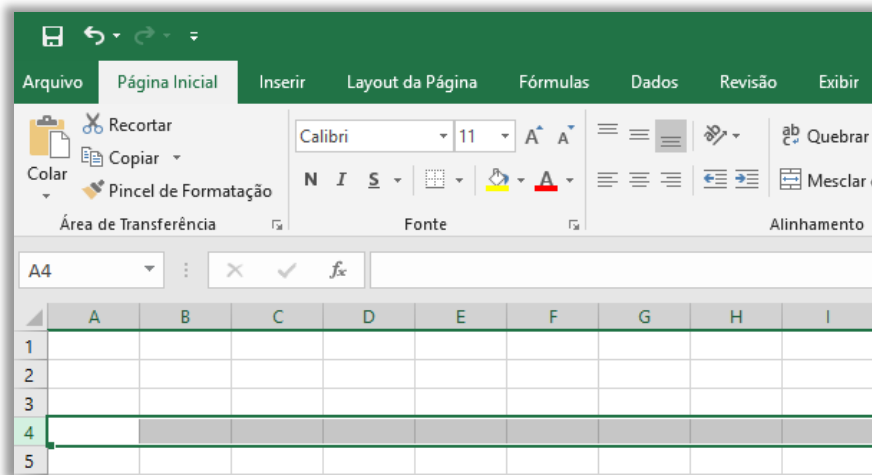 Arquivo Página Inicial Inserir Layout da Página Fórmulas Dados Revisão Exibir
Colar
Recortar
Copiar
Pincel de Formatação
Área de Transferência
Calibri 11 A A
N I S A
Fonte
ab c Quebrar
Mesclar
Alinhamento
A4 fx
A B C D E F G H I
1
2
3
4
5